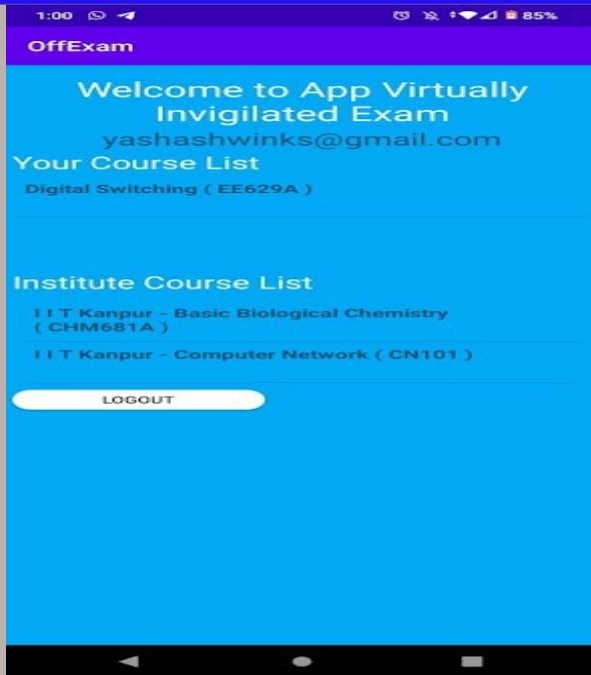 1:00 85%
OffExam
Welcome to App Virtually
Invigilated Exam
yashashwinks@gmail.com
Your Course List
Digital Switching ( EE629A )
Institute Course List
I I T Kanpur - Basic Biological Chemistry
( CHM681A )
I I T Kanpur - Computer Network ( CN101 )
LOGOUT